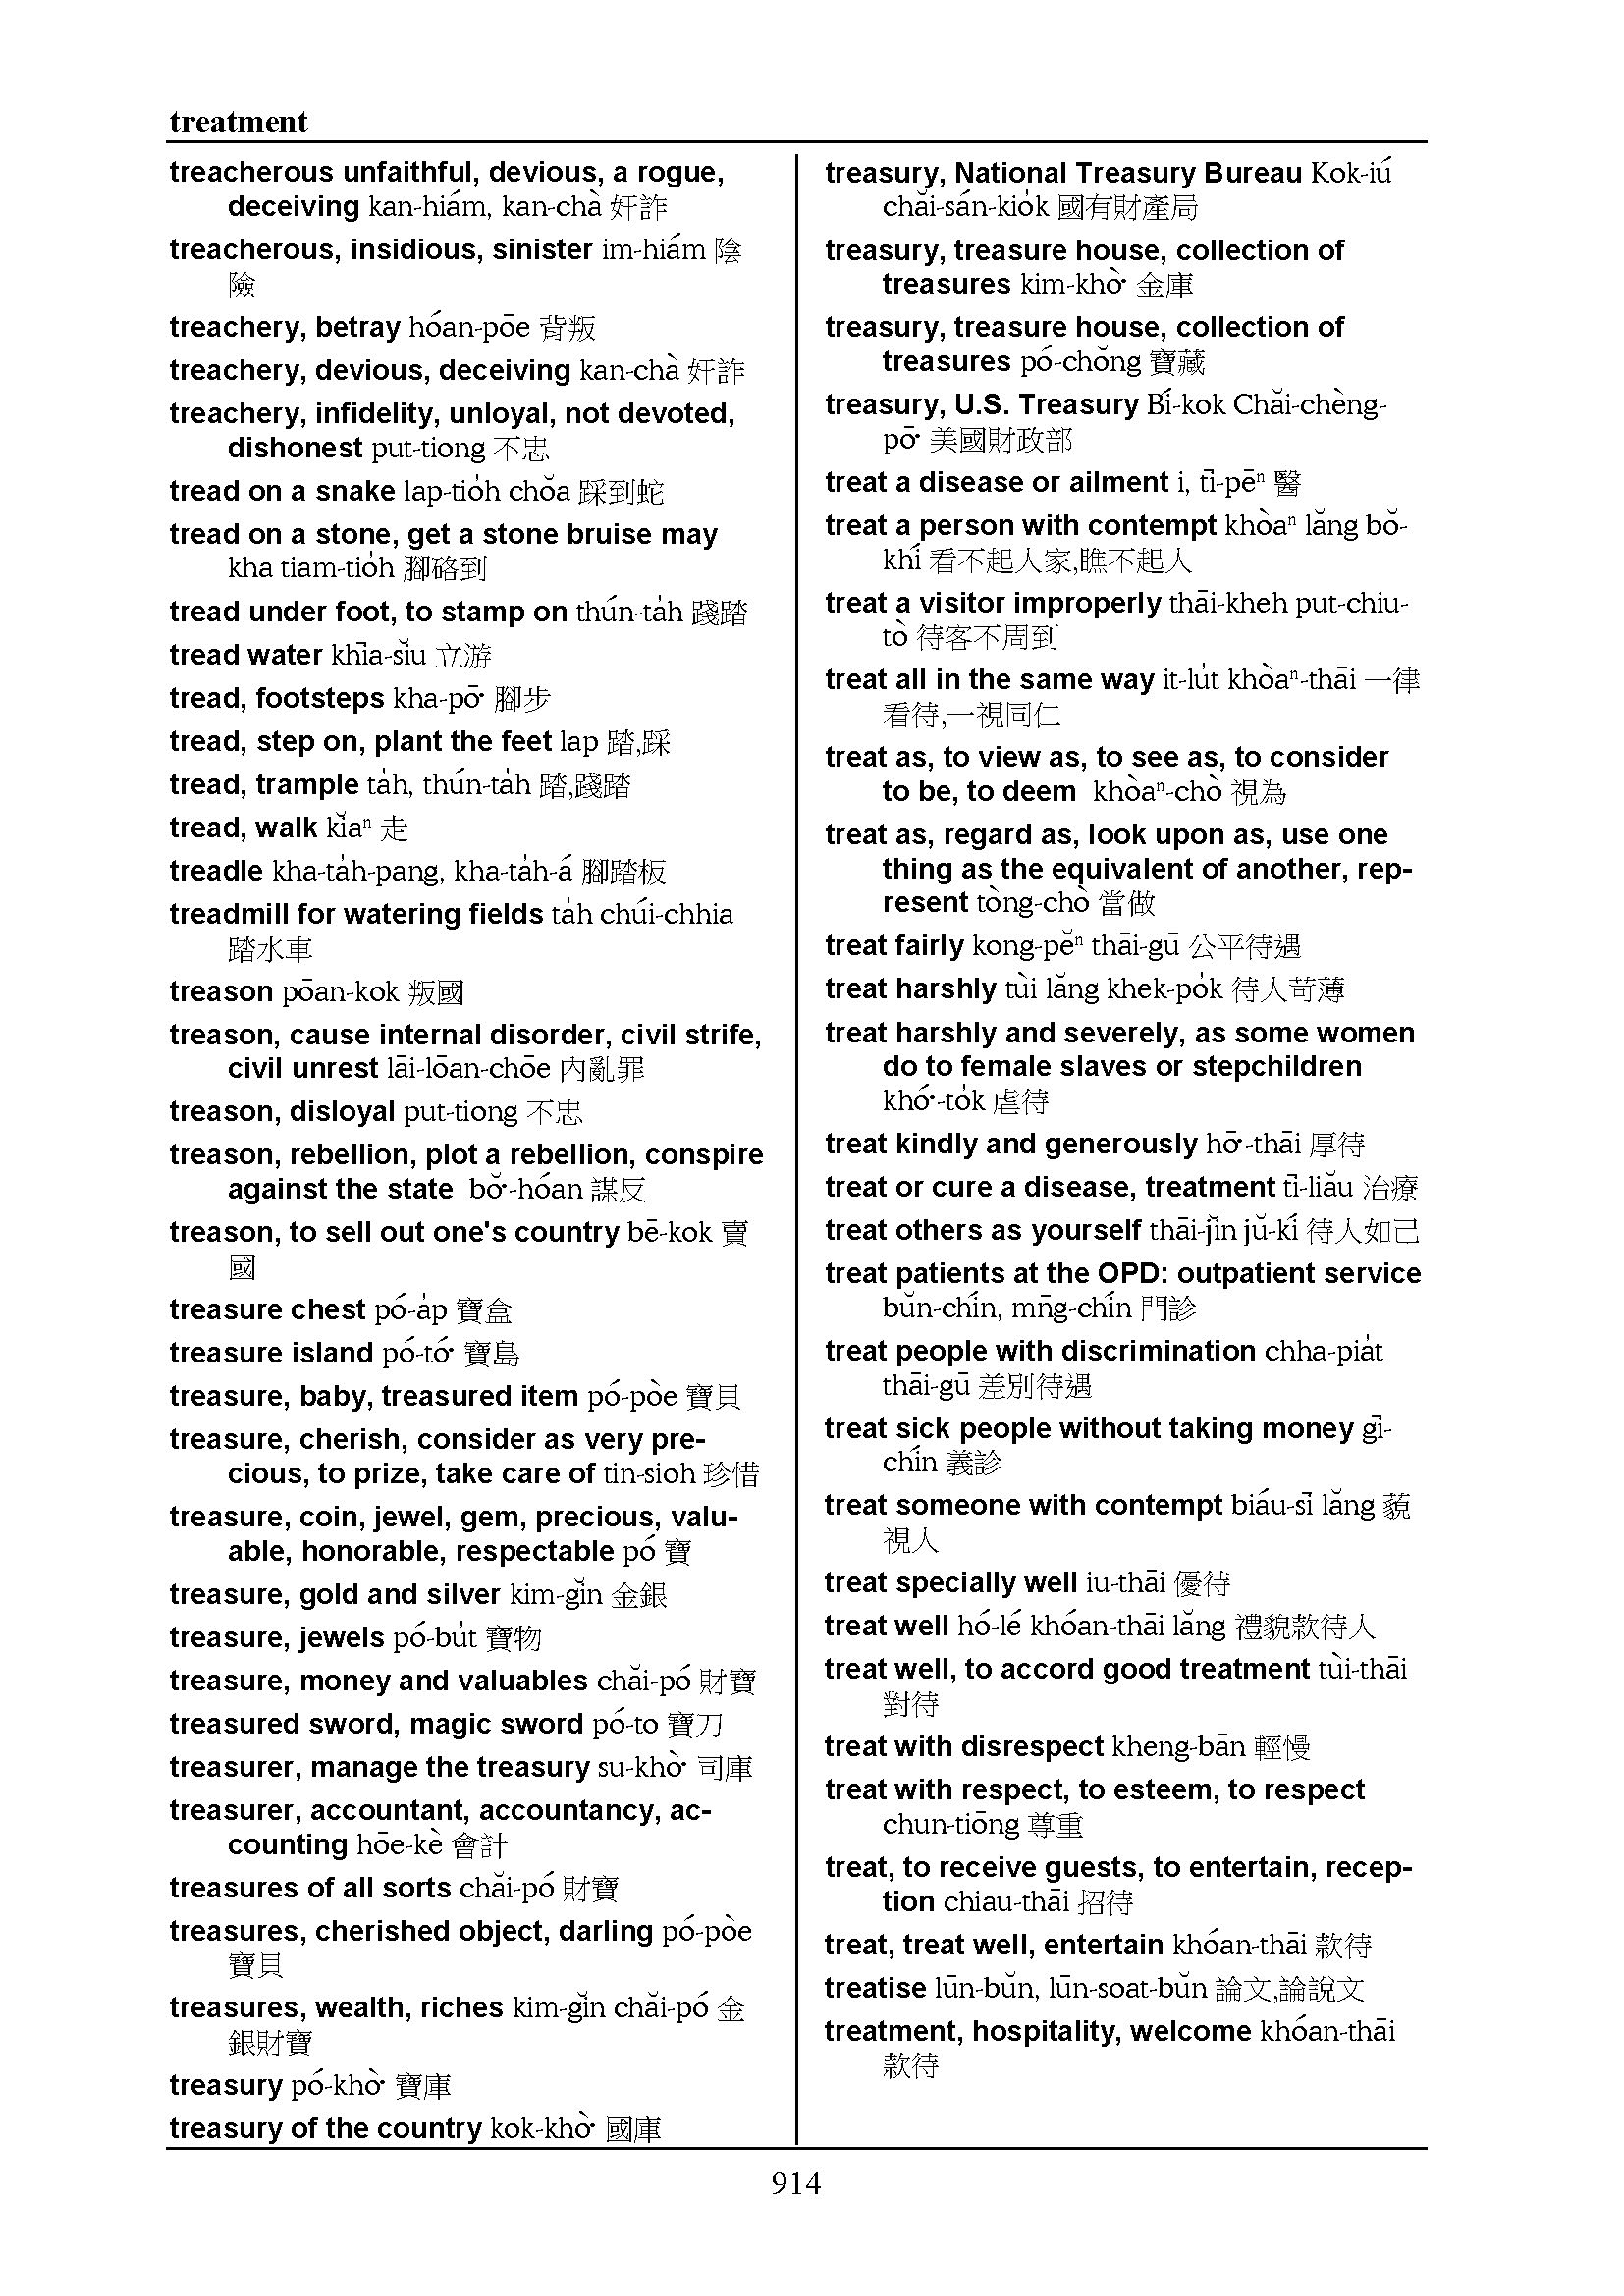 treatment
treacherous unfaithful, devious, a rogue,
deceiving kan-hiám, kan-chà 奸詐
treacherous, insidious, sinister im-hiám 陰
險
treachery, betray hóan-pōe 背叛
treachery, devious, deceiving kan-chà 奸詐
treachery, infidelity, unloyal, not devoted,
dishonest put-tiong 不忠
tread on a snake lap-tio̍h chŏa 踩到蛇
tread on a stone, get a stone bruise may
kha tiam-tio̍h 腳硌到
tread under foot, to stamp on thún-ta̍h 踐踏
tread water khīa-sĭu 立游
tread, footsteps kha-pō͘ 腳步
tread, step on, plant the feet lap 踏,踩
tread, trample ta̍h, thún-ta̍h 踏,踐踏
tread, walk kĭaⁿ 走
treadle kha-ta̍h-pang, kha-ta̍h-á 腳踏板
treadmill for watering fields ta̍h chúi-chhia
踏水車
treason pōan-kok 叛國
treason, cause internal disorder, civil strife,
civil unrest lāi-lōan-chōe 內亂罪
treason, disloyal put-tiong 不忠
treason, rebellion, plot a rebellion, conspire
against the state bŏ͘-hóan 謀反
treason, to sell out one's country bē-kok 賣
國
treasure chest pó-a̍p 寶盒
treasure island pó-tó͘ 寶島
treasure, baby, treasured item pó-pòe 寶貝
treasure, cherish, consider as very pre-
cious, to prize, take care of tin-sioh 珍惜
treasure, coin, jewel, gem, precious, valu-
able, honorable, respectable pó 寶
treasure, gold and silver kim-gĭn 金銀
treasure, jewels pó-bu̍t 寶物
treasure, money and valuables chăi-pó 財寶
treasured sword, magic sword pó-to 寶刀
treasurer, manage the treasury su-khò͘ 司庫
treasurer, accountant, accountancy, ac-
counting hōe-kè 會計
treasures of all sorts chăi-pó 財寶
treasures, cherished object, darling pó-pòe
寶貝
treasures, wealth, riches kim-gĭn chăi-pó 金
銀財寶
treasury pó-khò͘ 寶庫
treasury of the country kok-khò͘ 國庫
treasury, National Treasury Bureau Kok-iú
chăi-sán-kio̍k 國有財產局
treasury, treasure house, collection of
treasures kim-khò͘ 金庫
treasury, treasure house, collection of
treasures pó-chŏng 寶藏
treasury, U.S. Treasury Bí-kok Chăi-chèng-
pō͘ 美國財政部
treat a disease or ailment i, tī-pēⁿ 醫
treat a person with contempt khòaⁿ lăng bŏ-
khí 看不起人家,瞧不起人
treat a visitor improperly thāi-kheh put-chiu-
tò 待客不周到
treat all in the same way it-lu̍t khòaⁿ-thāi 一律
看待,一視同仁
treat as, to view as, to see as, to consider
to be, to deem khòaⁿ-chò 視為
treat as, regard as, look upon as, use one
thing as the equivalent of another, rep-
resent tòng-chò 當做
treat fairly kong-pĕⁿ thāi-gū 公平待遇
treat harshly tùi lăng khek-po̍k 待人苛薄
treat harshly and severely, as some women
do to female slaves or stepchildren
khó͘-to̍k 虐待
treat kindly and generously hō͘-thāi 厚待
treat or cure a disease, treatment tī-liău 治療
treat others as yourself thāi-jĭn jŭ-kí 待人如己
treat patients at the OPD: outpatient service
bŭn-chín, mn̄g-chín 門診
treat people with discrimination chha-pia̍t
thāi-gū 差別待遇
treat sick people without taking money gī-
chín 義診
treat someone with contempt biáu-sī lăng 藐
視人
treat specially well iu-thāi 優待
treat well hó-lé khóan-thāi lăng 禮貌款待人
treat well, to accord good treatment tùi-thāi
對待
treat with disrespect kheng-bān 輕慢
treat with respect, to esteem, to respect
chun-tiōng 尊重
treat, to receive guests, to entertain, recep-
tion chiau-thāi 招待
treat, treat well, entertain khóan-thāi 款待
treatise lūn-bŭn, lūn-soat-bŭn 論文,論說文
treatment, hospitality, welcome khóan-thāi
款待
914